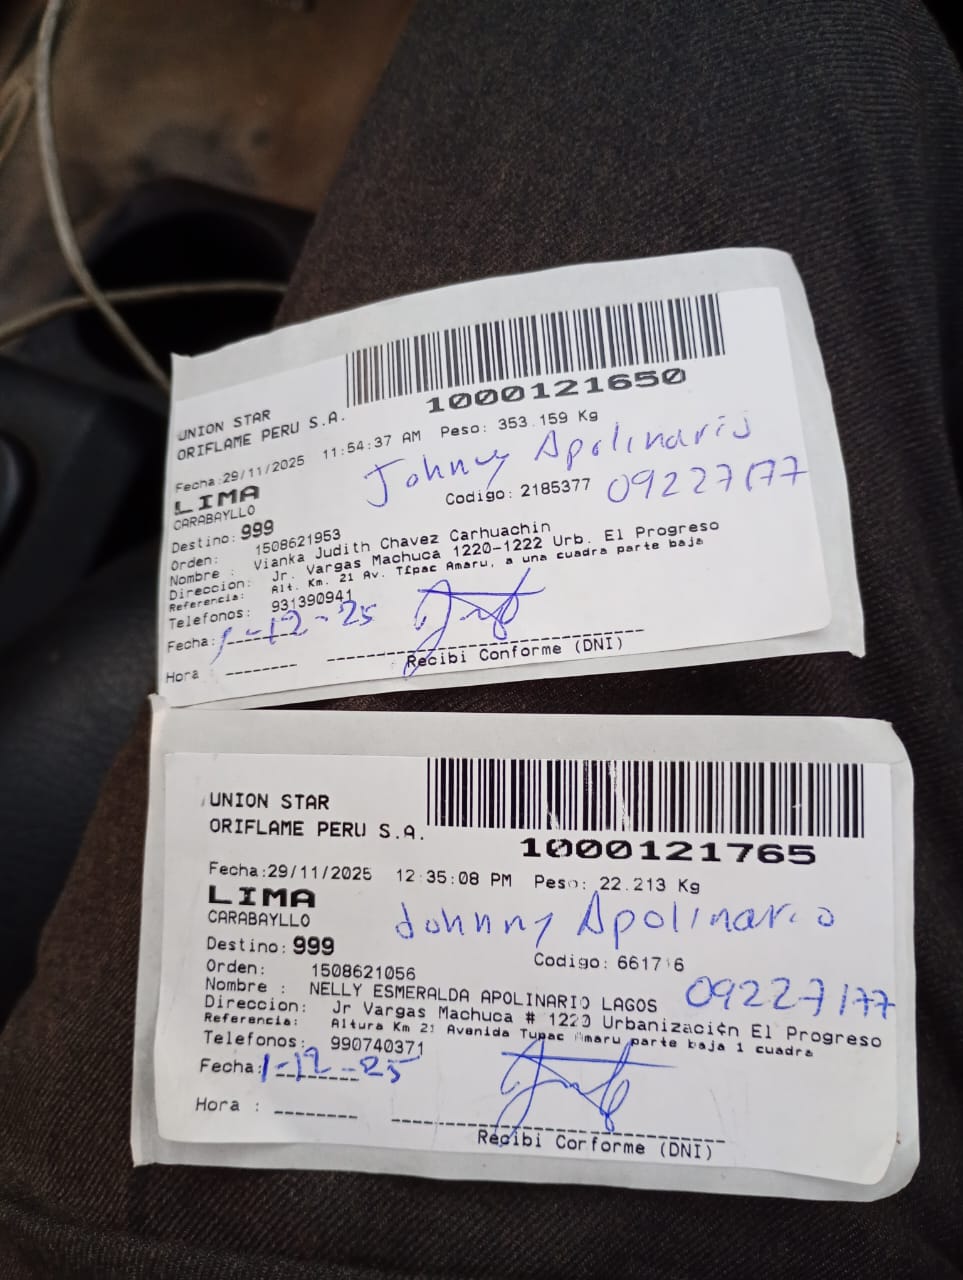 1000121650
UNION STAR
ORIFLAME PERU S.A.
Fecha:29/11/2025 11:54:37 AM Peso: 353.159 Kg
LIMA
CARABAYLLO
Johnny Apolinario
Destino: 999 Codigo: 2185377 09227177
Orden: 1508621953
Nombre : Vianka Judith Chavez Carhuachin
Direccion: Jr. Vargas Machuca 1220-1222 Urb. El Progreso
Referencia: Alt. Km. 21 Av. Tfpac Amaru, a una cuadra parte baja
Telefonos: 931390941
Fecha: 1-12-25
Hora :
Recibi Conforme (DNI)
1000121765
UNION STAR
ORIFLAME PERU S.A.
Fecha:29/11/2025 12:35:08 PM Peso: 22.213 Kg
LIMA
CARABAYLLO
Johnny Apolinario
Destino: 999 Codigo:
Orden: 1508621056
Nombre : NELLY ESMERALDA APOLINARIO LAGOS 09227177
Direccion: Jr Vargas Machuca # 1220 Urbanización El Progreso
Referencia: Altura Km 21 Avenida Tupac Amaru parte baja 1 cuadra
Telefonos: 990740371
Fecha: 1-12-25
Hora :
Recibi Conforme (DNI)